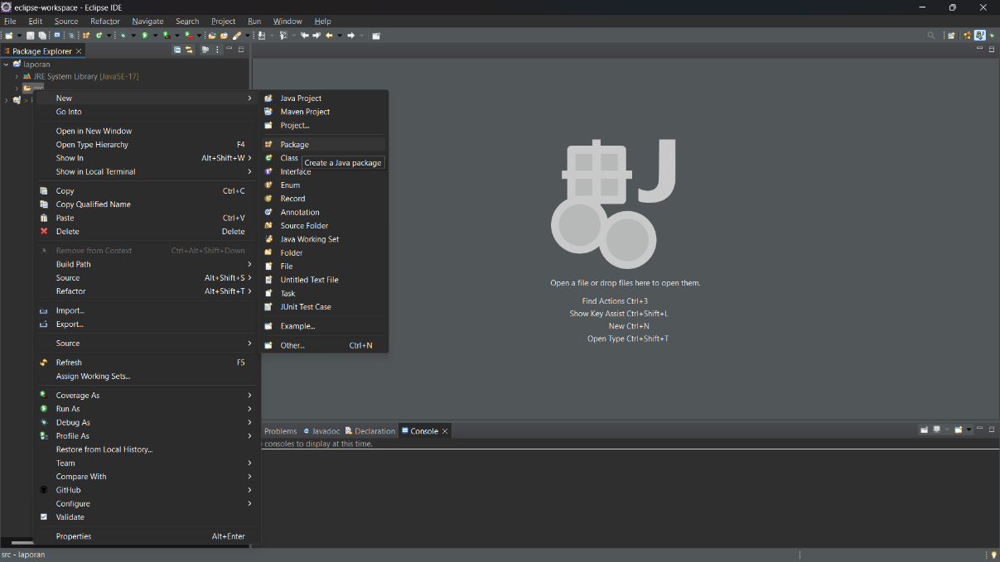 eclipse-workspace - Eclipse IDE
File Edit Source Refactor Navigate Search Project Run Window Help
Package Explorer
laporan
JRE System Library [JavaSE-17]
src
New
Go Into
Open in New Window
Open Type Hierarchy F4
Show In Alt+Shift+W
Show in Local Terminal
Copy Ctrl+C
Copy Qualified Name
Paste Ctrl+V
Delete Delete
Remove from Context Ctrl+Alt+Shift+Down
Build Path
Source Alt+Shift+S
Refactor Alt+Shift+T
Import...
Export...
Source
Refresh F5
Assign Working Sets...
Coverage As
Run As
Debug As
Profile As
Restore from Local History...
Team
Compare With
GitHub
Configure
Validate
Properties Alt+Enter
Java Project
Maven Project
Project...
Package
Class
Create a Java package
Interface
Enum
Record
Annotation
Source Folder
Java Working Set
Folder
File
Untitled Text File
Task
JUnit Test Case
Example...
Other... Ctrl+N
Open a file or drop files here to open them.
Find Actions Ctrl+3
Show Key Assist Ctrl+Shift+L
New Ctrl+N
Open Type Ctrl+Shift+T
Problems Javadoc Declaration Console
consoles to display at this time.
src - laporan